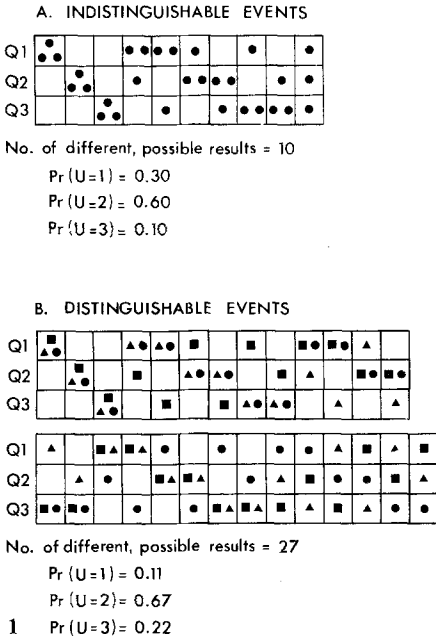 A. INDISTINGUISHABLE EVENTS
Q1
Q2
Q3
No. of different, possible results = 10
Pr (U=1) = 0.30
Pr (U=2) = 0.60
Pr (U=3) = 0.10
B. DISTINGUISHABLE EVENTS
Q1
Q2
Q3
Q1
Q2
Q3
No. of different, possible results = 27
Pr (U=1) = 0.11
Pr (U=2) = 0.67
1 Pr (U=3) = 0.22